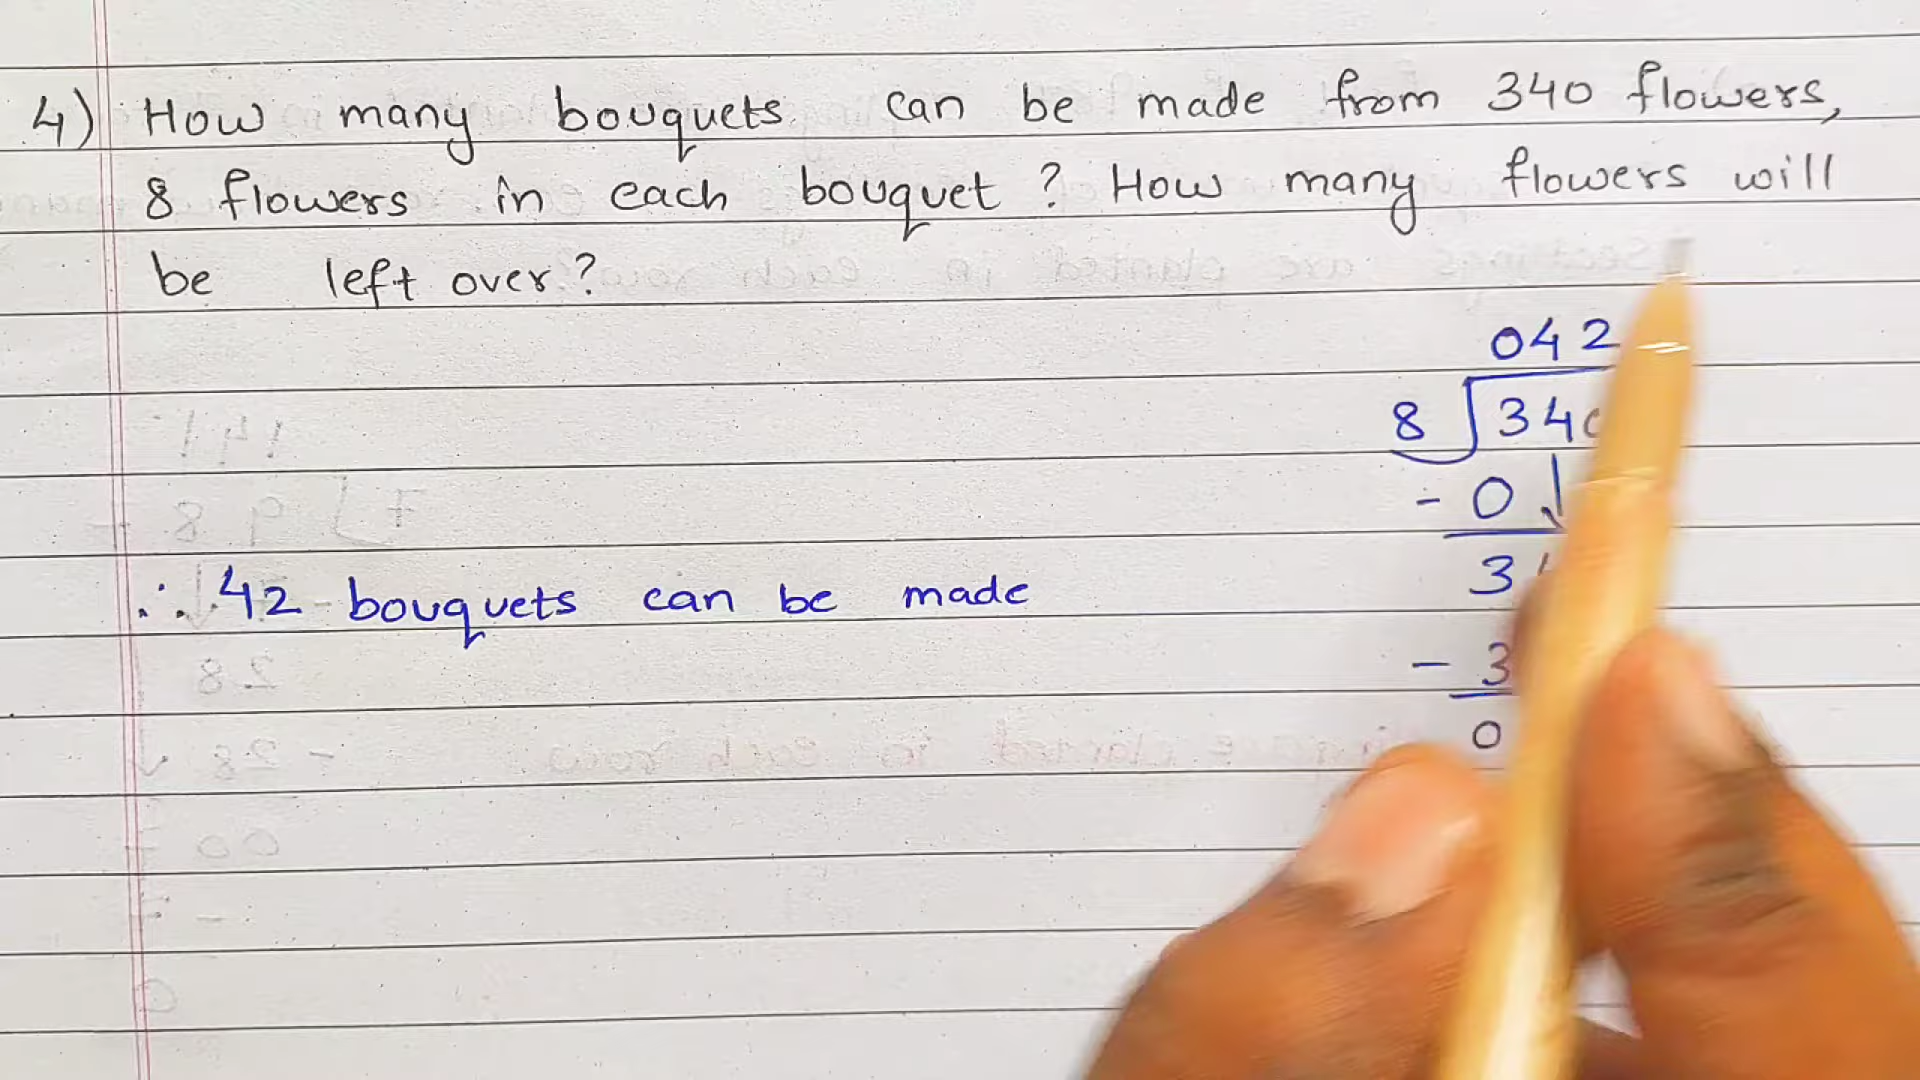 4) How many bouquets can be made from 340 flowers,
8 flowers in each bouquet ? How many flowers will
be left over ?
042
8 34
- 0
3
∴ 42 bouquets can be made
- 3
0